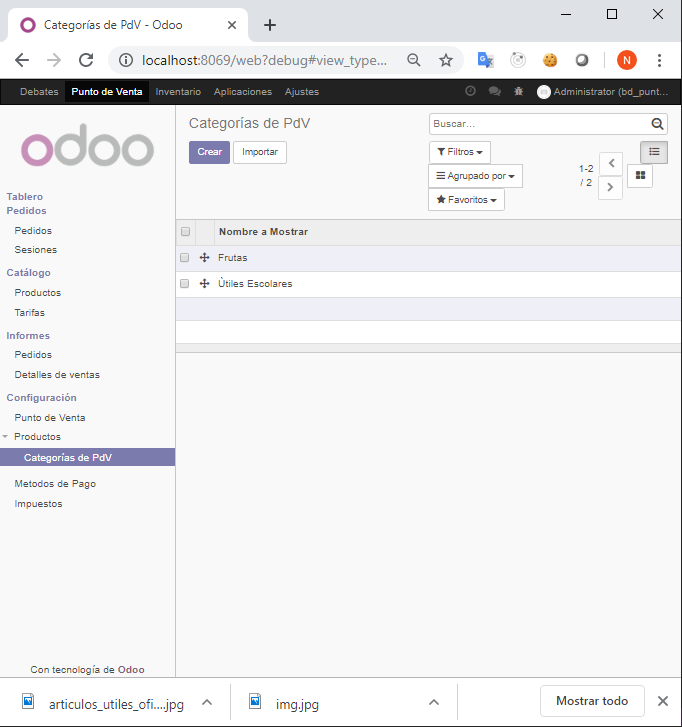 Categorías de PdV - Odoo
localhost:8069/web?debug#view_type...
N
Debates Punto de Venta Inventario Aplicaciones Ajustes Administrator (bd_punt...
odoo
Tablero
Pedidos
Pedidos
Sesiones
Catálogo
Productos
Tarifas
Informes
Pedidos
Detalles de ventas
Configuración
Punto de Venta
Productos
Categorías de PdV
Metodos de Pago
Impuestos
Con tecnología de Odoo
Categorías de PdV
Buscar...
Crear Importar
Filtros
Agrupado por
Favoritos
1-2
/ 2
Nombre a Mostrar
Frutas
Ùtiles Escolares
articulos_utiles_ofi....jpg
img.jpg
Mostrar todo